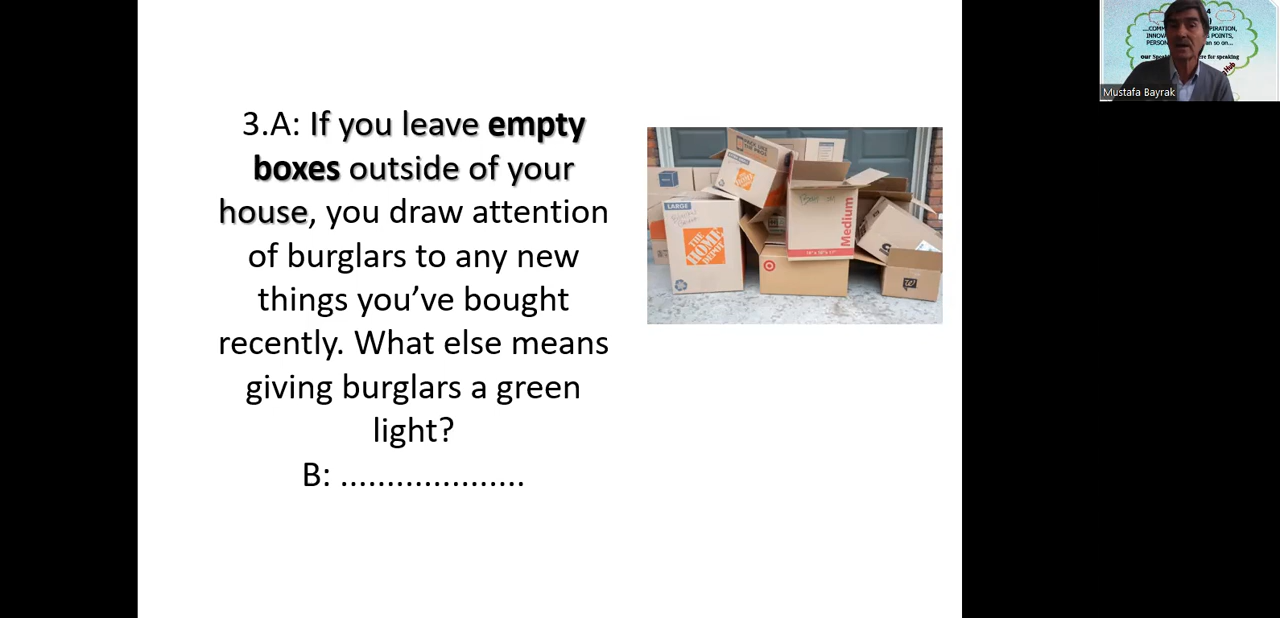 3.A: If you leave empty
boxes outside of your
house, you draw attention
of burglars to any new
things you’ve bought
recently. What else means
giving burglars a green
light?
B: ....................
LARGE
THE
HOME
DEPOT
Medium
Mustafa Bayrak